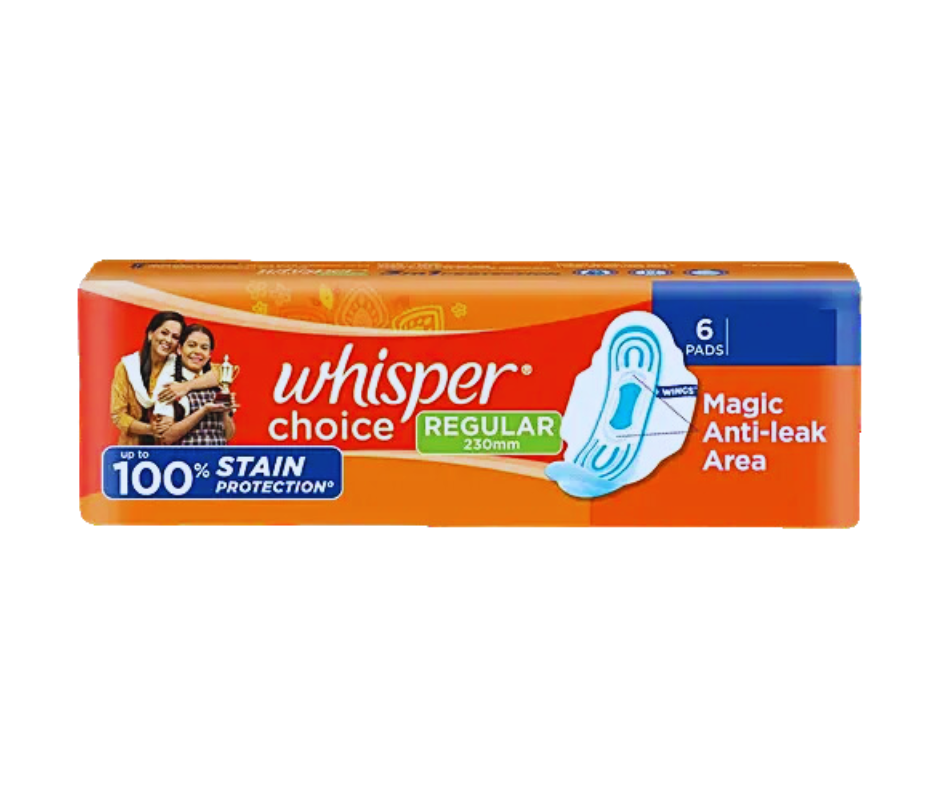 whisper®
choice
REGULAR
230mm
up to
100% STAIN
PROTECTION°
6
PADS
WINGS
Magic
Anti-leak
Area